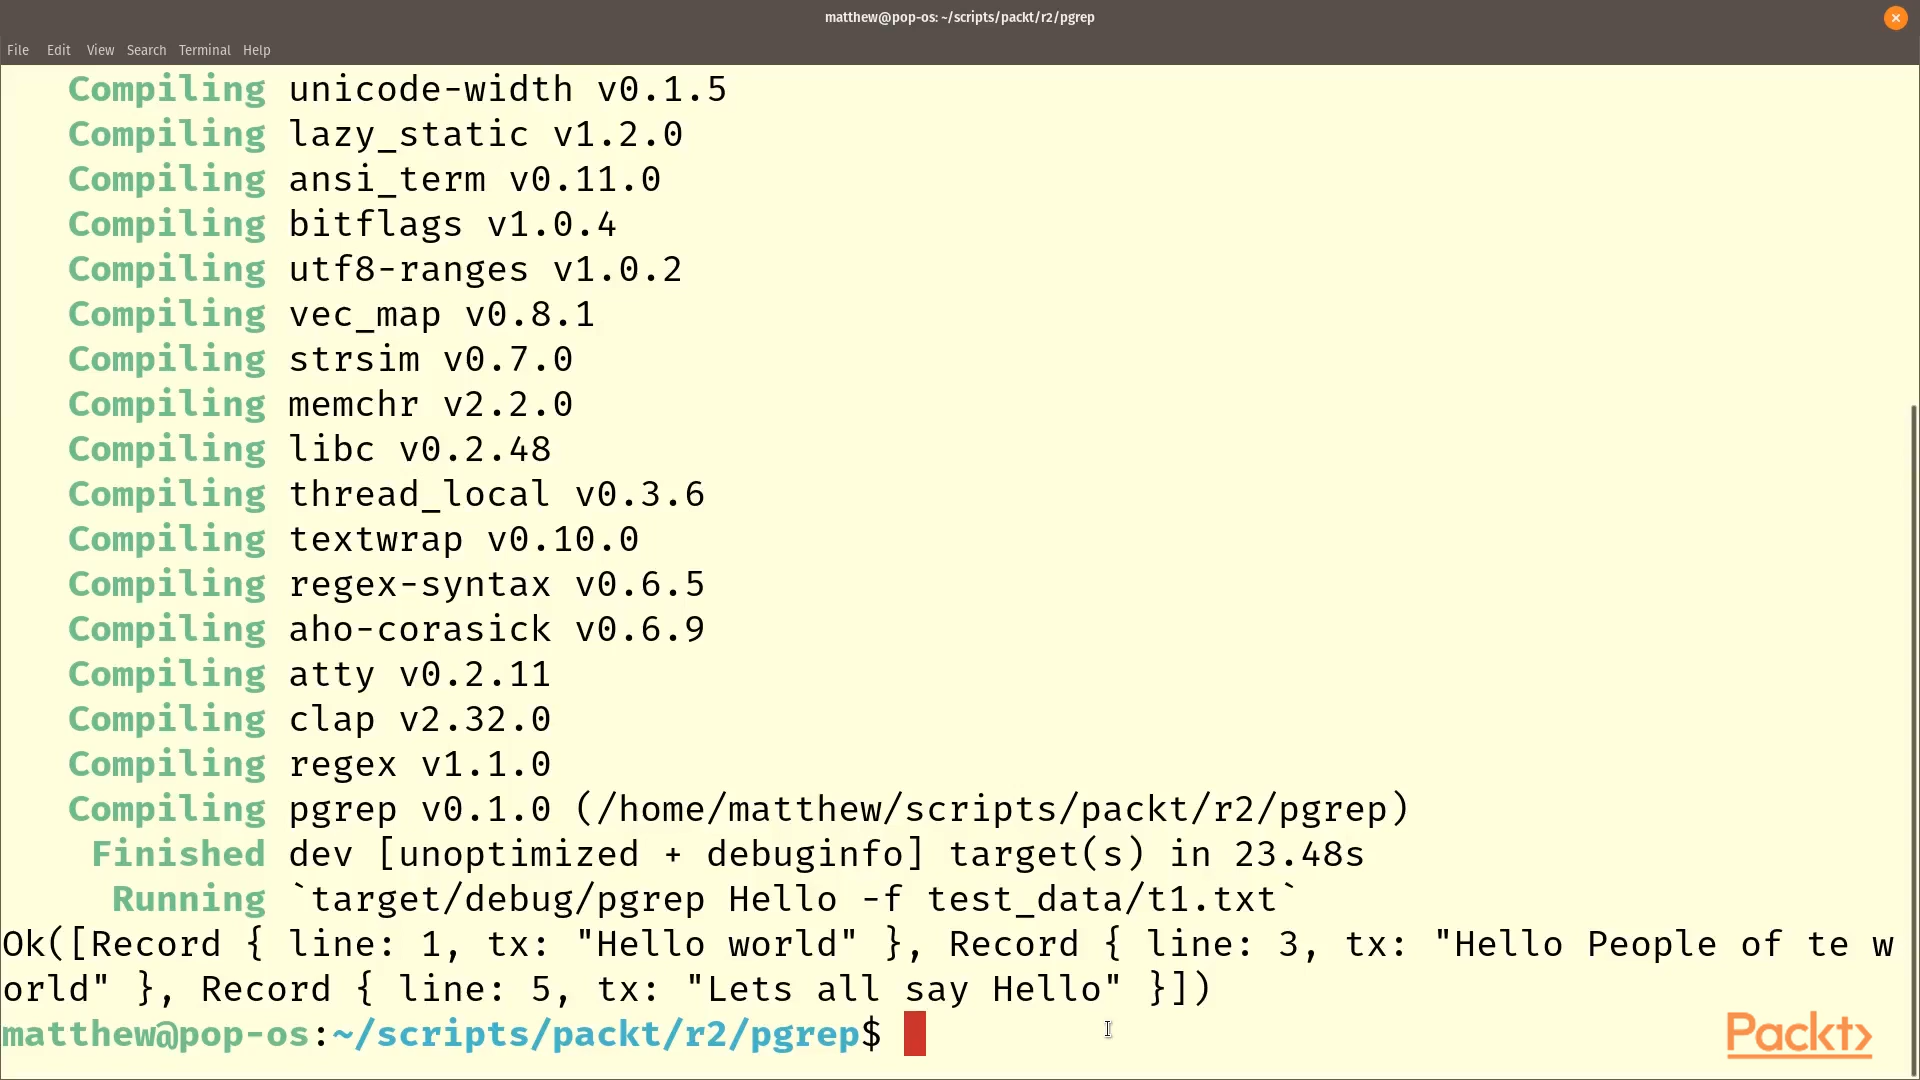 matthew@pop-os: ~/scripts/packt/r2/pgrep
File Edit View Search Terminal Help
Compiling unicode-width v0.1.5
Compiling lazy_static v1.2.0
Compiling ansi_term v0.11.0
Compiling bitflags v1.0.4
Compiling utf8-ranges v1.0.2
Compiling vec_map v0.8.1
Compiling strsim v0.7.0
Compiling memchr v2.2.0
Compiling libc v0.2.48
Compiling thread_local v0.3.6
Compiling textwrap v0.10.0
Compiling regex-syntax v0.6.5
Compiling aho-corasick v0.6.9
Compiling atty v0.2.11
Compiling clap v2.32.0
Compiling regex v1.1.0
Compiling pgrep v0.1.0 (/home/matthew/scripts/packt/r2/pgrep)
Finished dev [unoptimized + debuginfo] target(s) in 23.48s
Running `target/debug/pgrep Hello -f test_data/t1.txt`
Ok([Record { line: 1, tx: "Hello world" }, Record { line: 3, tx: "Hello People of te w
orld" }, Record { line: 5, tx: "Lets all say Hello" }])
matthew@pop-os:~/scripts/packt/r2/pgrep$
Packt>